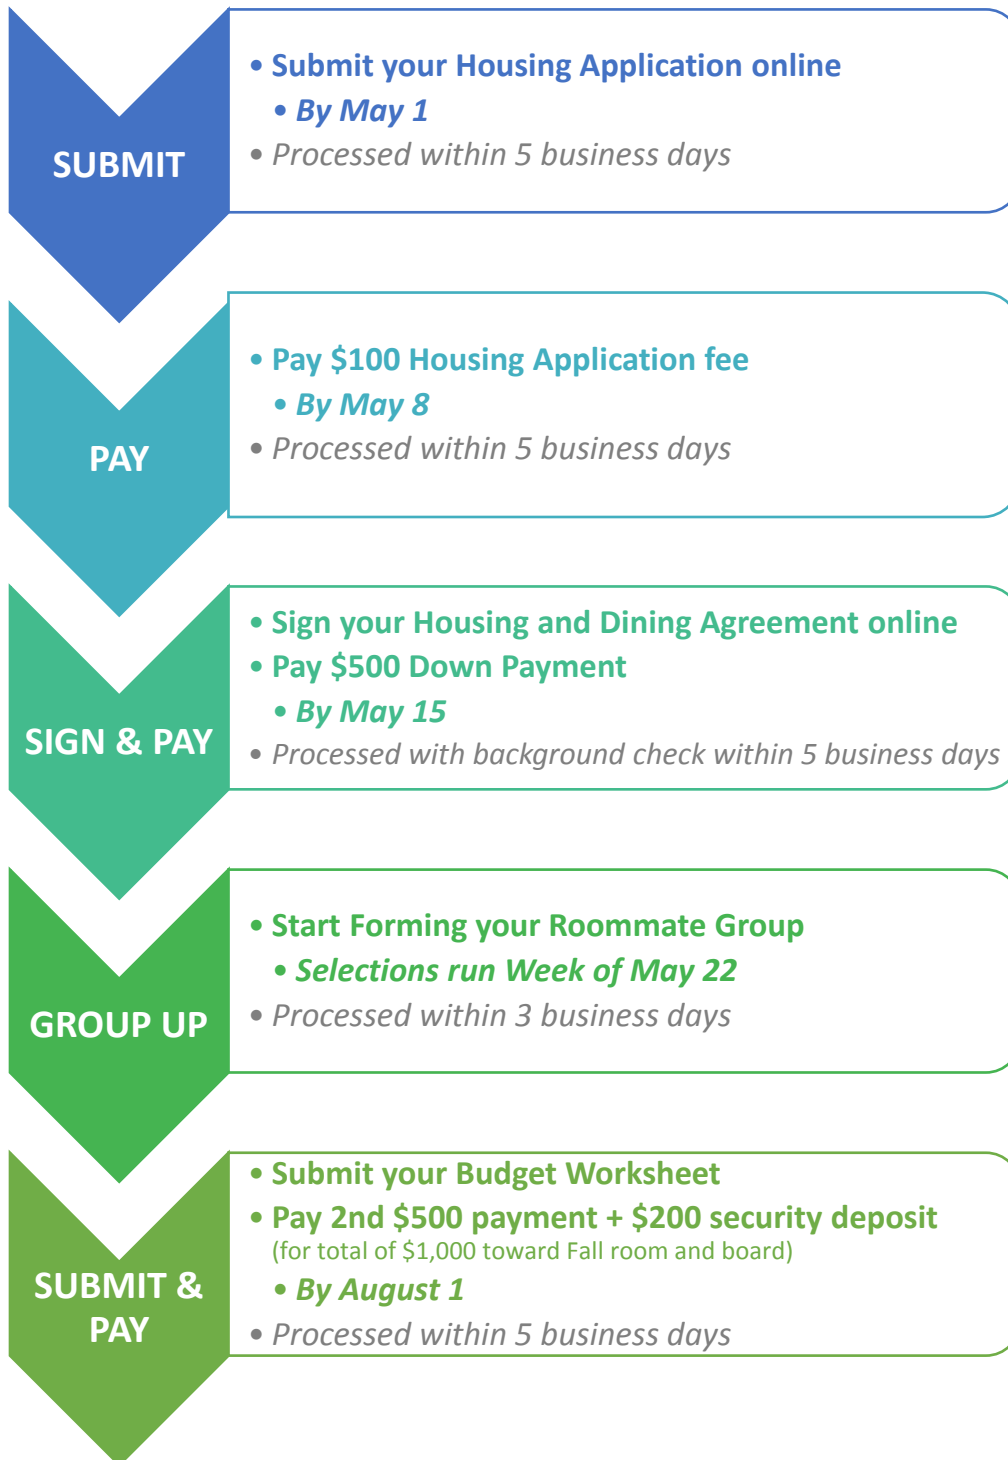 SUBMIT
• Submit your Housing Application online
• By May 1
• Processed within 5 business days
PAY
• Pay $100 Housing Application fee
• By May 8
• Processed within 5 business days
SIGN & PAY
• Sign your Housing and Dining Agreement online
• Pay $500 Down Payment
• By May 15
• Processed with background check within 5 business days
GROUP UP
• Start Forming your Roommate Group
• Selections run Week of May 22
• Processed within 3 business days
SUBMIT &
PAY
• Submit your Budget Worksheet
• Pay 2nd $500 payment + $200 security deposit
(for total of $1,000 toward Fall room and board)
• By August 1
• Processed within 5 business days